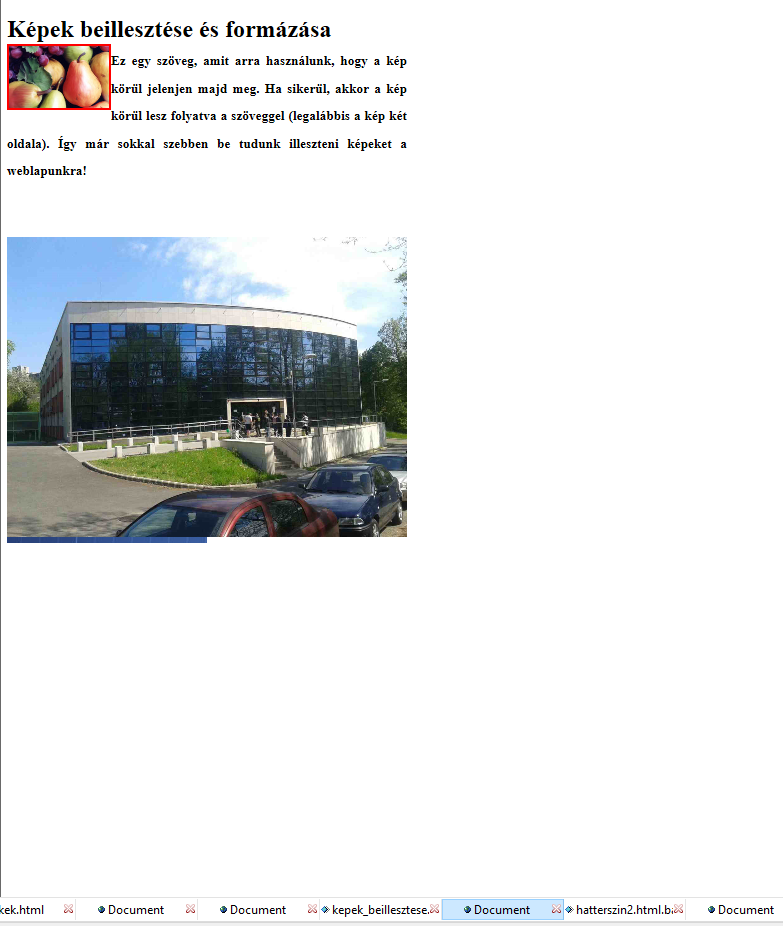 Képek beillesztése és formázása
Ez egy szöveg, amit arra használunk, hogy a kép
körül jelenjen majd meg. Ha sikerül, akkor a kép
körül lesz folyatva a szöveggel (legalábbis a kép két
oldala). Így már sokkal szebben be tudunk illeszteni képeket a
weblapunkra!
kek.html Document Document kepek_beillesztese. Document hatterszin2.html.ba Document